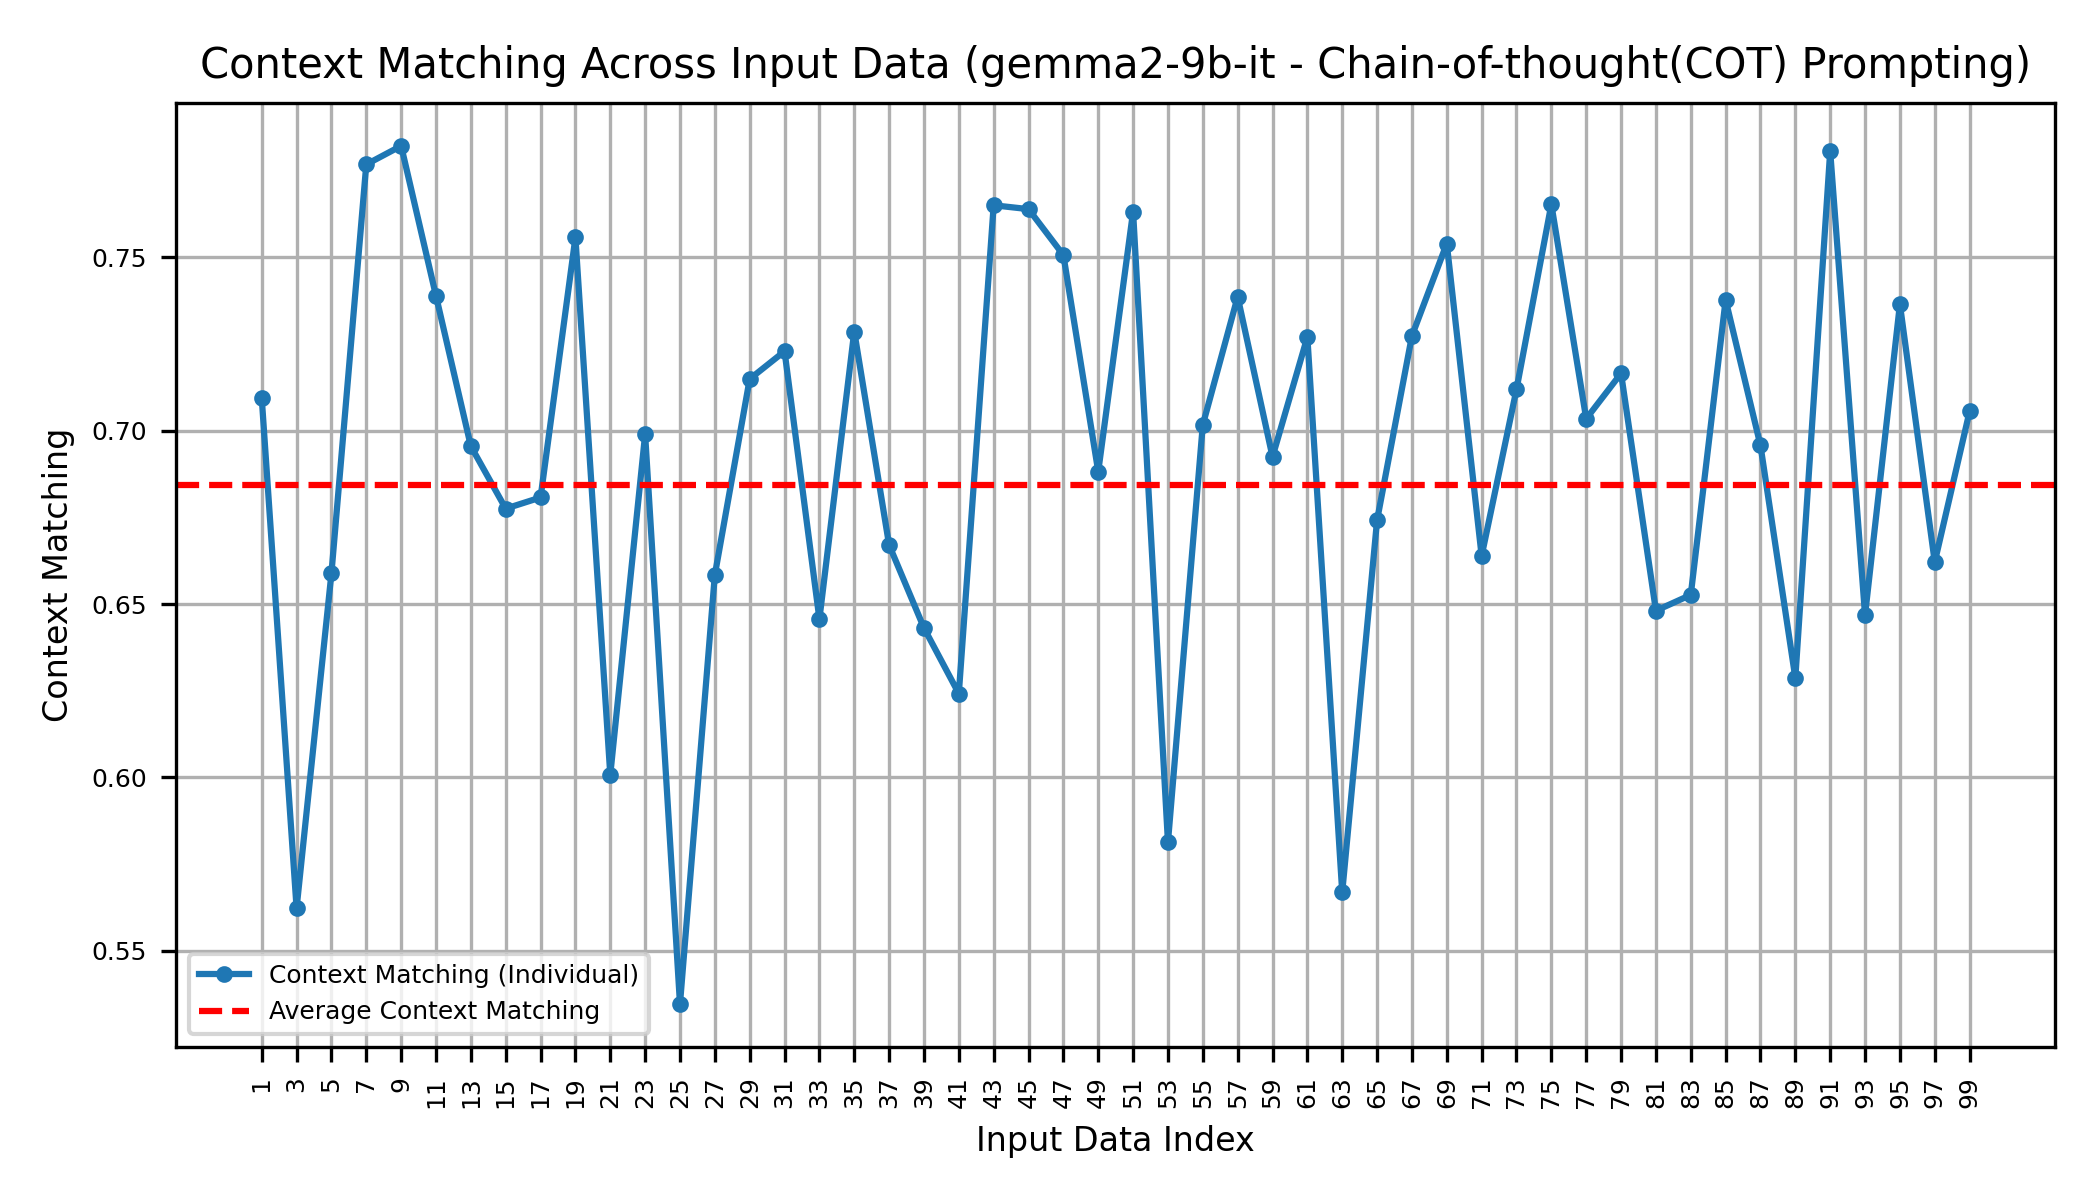 Context Matching Across Input Data (gemma2-9b-it - Chain-of-thought(COT) Prompting)
Context Matching
0.75
0.70
0.65
0.60
0.55
Context Matching (Individual)
Average Context Matching
1 3 5 7 9 11 13 15 17 19 21 23 25 27 29 31 33 35 37 39 41 43 45 47 49 51 53 55 57 59 61 63 65 67 69 71 73 75 77 79 81 83 85 87 89 91 93 95 97 99
Input Data Index